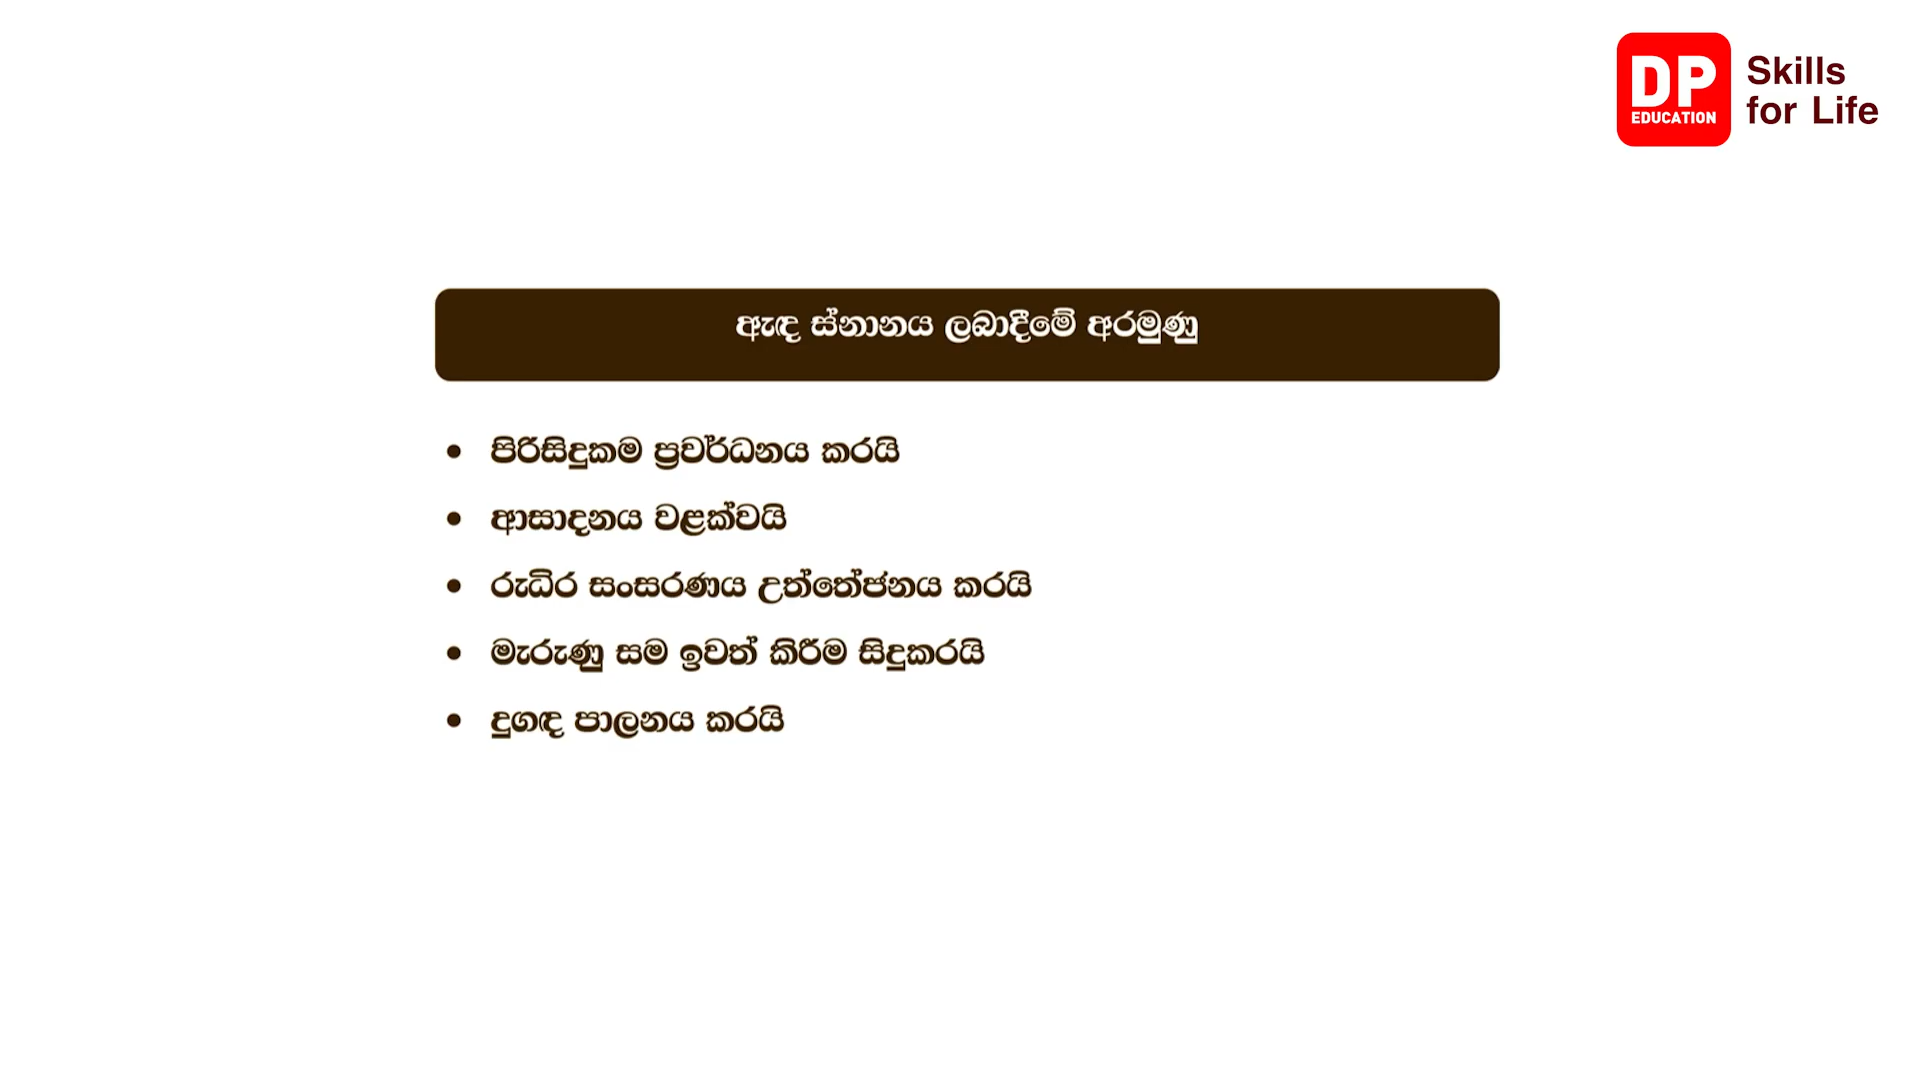 DP
EDUCATION
Skills
for Life
ඇඳ ස්නානය ලබාදීමේ අරමුණු
• පිරිසිදුකම ප්‍රවර්ධනය කරයි
• ආසාදනය වළක්වයි
• රුධිර සංසරණය උත්තේජනය කරයි
• මැරුණු සම ඉවත් කිරීම සිදුකරයි
• දුගඳ පාලනය කරයි